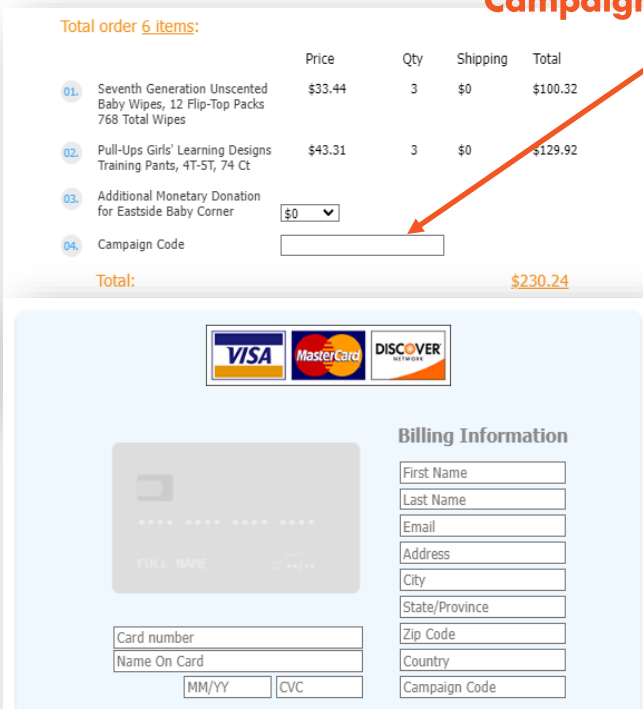 Campaign
Total order 6 items:
Price Qty Shipping Total
01. Seventh Generation Unscented $33.44 3 $0 $100.32
Baby Wipes, 12 Flip-Top Packs
768 Total Wipes
02. Pull-Ups Girls' Learning Designs $43.31 3 $0 $129.92
Training Pants, 4T-5T, 74 Ct
03. Additional Monetary Donation
for Eastside Baby Corner $0
04. Campaign Code
Total: $230.24
VISA MasterCard DISCOVER
NETWORK
Billing Information
First Name
Last Name
Email
Address
City
State/Province
Zip Code
Country
Campaign Code
•••• •••• •••• ••••
FULL NAME ••/••
Card number
Name On Card
MM/YY CVC